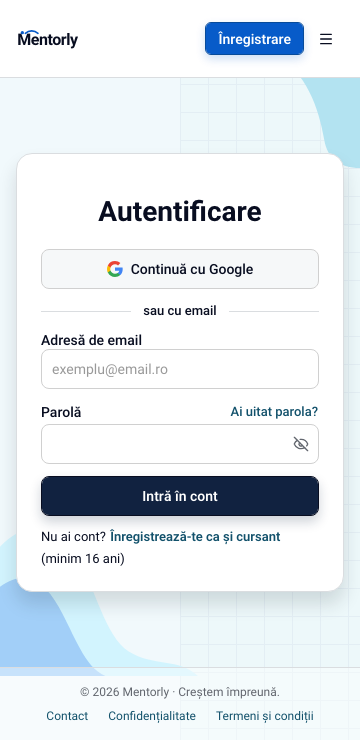 Mentorly
Înregistrare
Autentificare
Continuă cu Google
sau cu email
Adresă de email
exemplu@email.ro
Parolă
Ai uitat parola?
Intră în cont
Nu ai cont? Înregistrează-te ca și cursant
(minim 16 ani)
© 2026 Mentorly · Creștem împreună.
Contact Confidențialitate Termeni și condiții